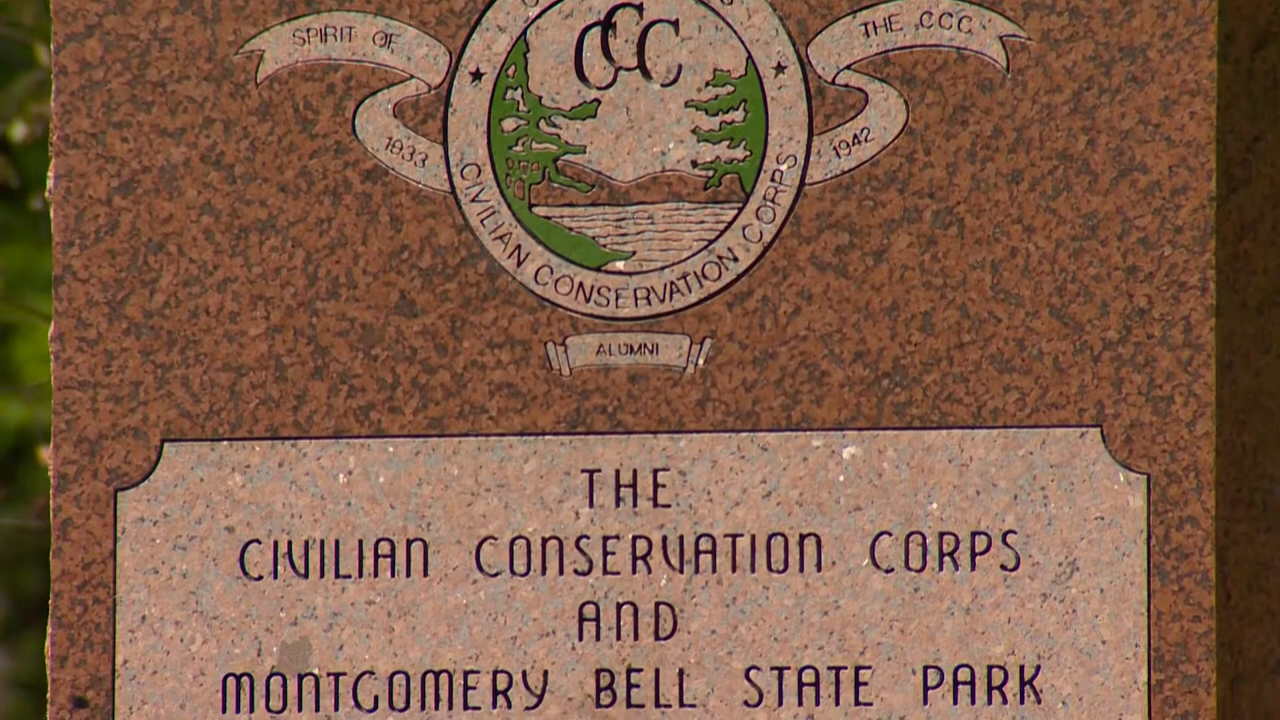 SPIRIT OF
THE CCC
CCC
1933
1942
CIVILIAN CONSERVATION CORPS
ALUMNI
THE
CIVILIAN CONSERVATION CORPS
AND
MONTGOMERY BELL STATE PARK